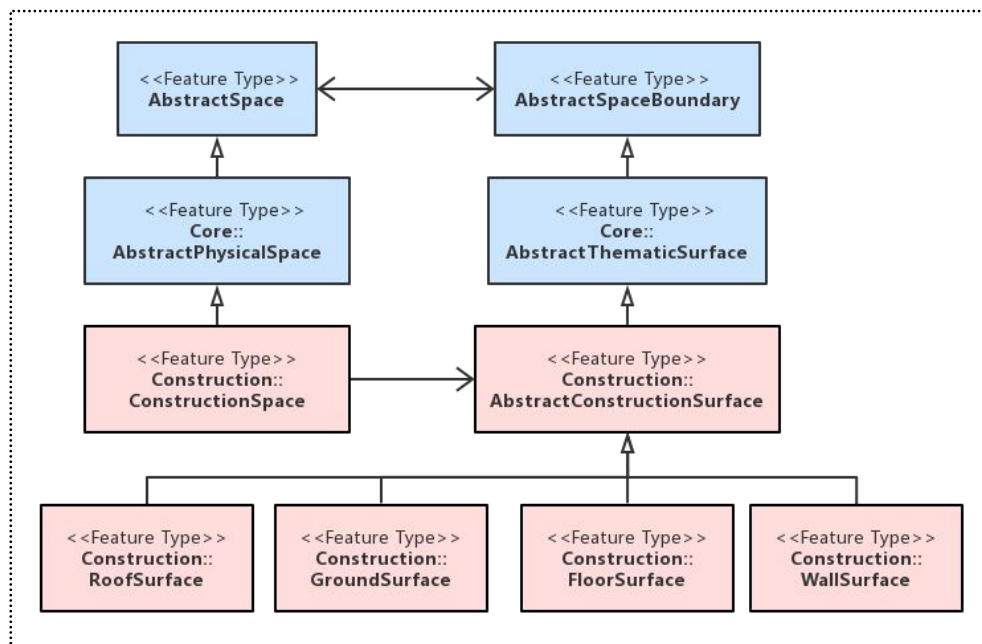 <<Feature Type>>
AbstractSpace
<<Feature Type>>
AbstractSpaceBoundary
<<Feature Type>>
Core::
AbstractPhysicalSpace
<<Feature Type>>
Core::
AbstractThematicSurface
<<Feature Type>>
Construction::
ConstructionSpace
<<Feature Type>>
Construction::
AbstractConstructionSurface
<<Feature Type>>
Construction::
RoofSurface
<<Feature Type>>
Construction::
GroundSurface
<<Feature Type>>
Construction::
FloorSurface
<<Feature Type>>
Construction::
WallSurface